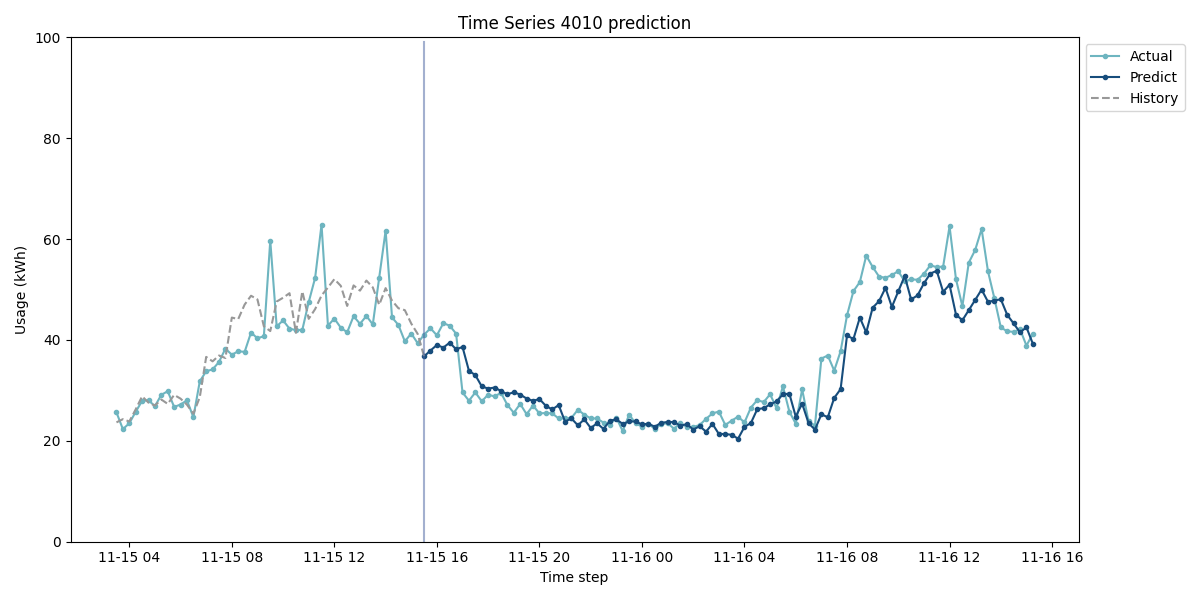 Time Series 4010 prediction
100
80
60
40
20
0
Usage (kWh)
11-15 04
11-15 08
11-15 12
11-15 16
11-15 20
11-16 00
11-16 04
11-16 08
11-16 12
11-16 16
Time step
Actual
Predict
History